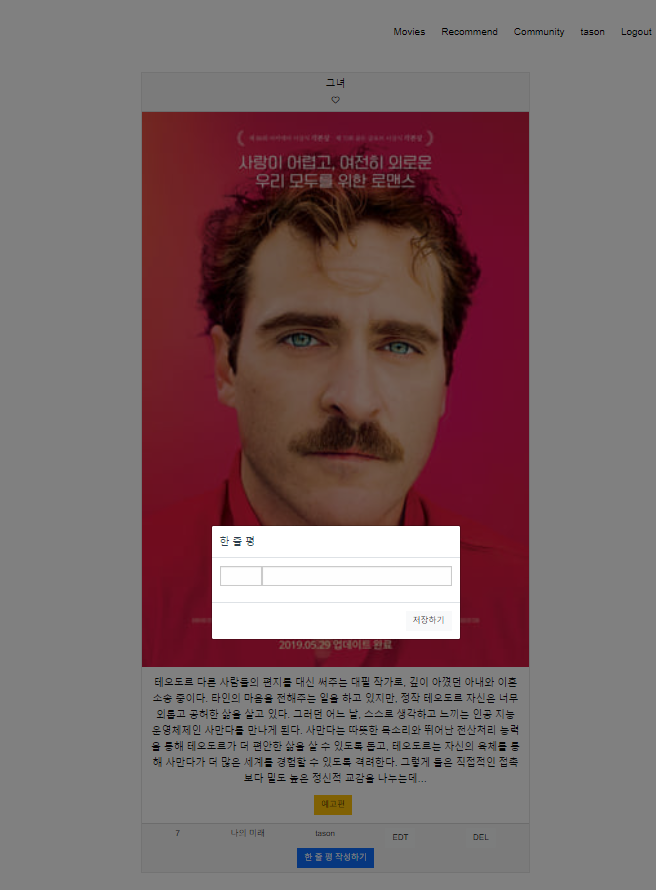 Movies Recommend Community tason Logout
그녀
사랑이 어렵고, 여전히 외로운
우리 모두를 위한 로맨스
한 줄 평
저장하기
2019.05.29 업데이트 완료
테오도르 다른 사람들의 편지를 대신 써주는 대필 작가로, 깊이 아꼈던 아내와 이혼
소송 중이다. 타인의 마음을 전해주는 일을 하고 있지만, 정작 테오도르 자신은 너무
외롭고 공허한 삶을 살고 있다. 그러던 어느 날, 스스로 생각하고 느끼는 인공 지능
운영체제인 사만다를 만나게 된다. 사만다는 따뜻한 목소리와 뛰어난 전산처리 능력
을 통해 테오도르가 더 편안한 삶을 살 수 있도록 돕고, 테오도르는 자신의 육체를 통
해 사만다가 더 많은 세계를 경험할 수 있도록 격려한다. 그렇게 둘은 직접적인 접촉
보다 밀도 높은 정신적 교감을 나누는데...
예고편
7 나의 미래 tason EDT DEL
한 줄 평 작성하기